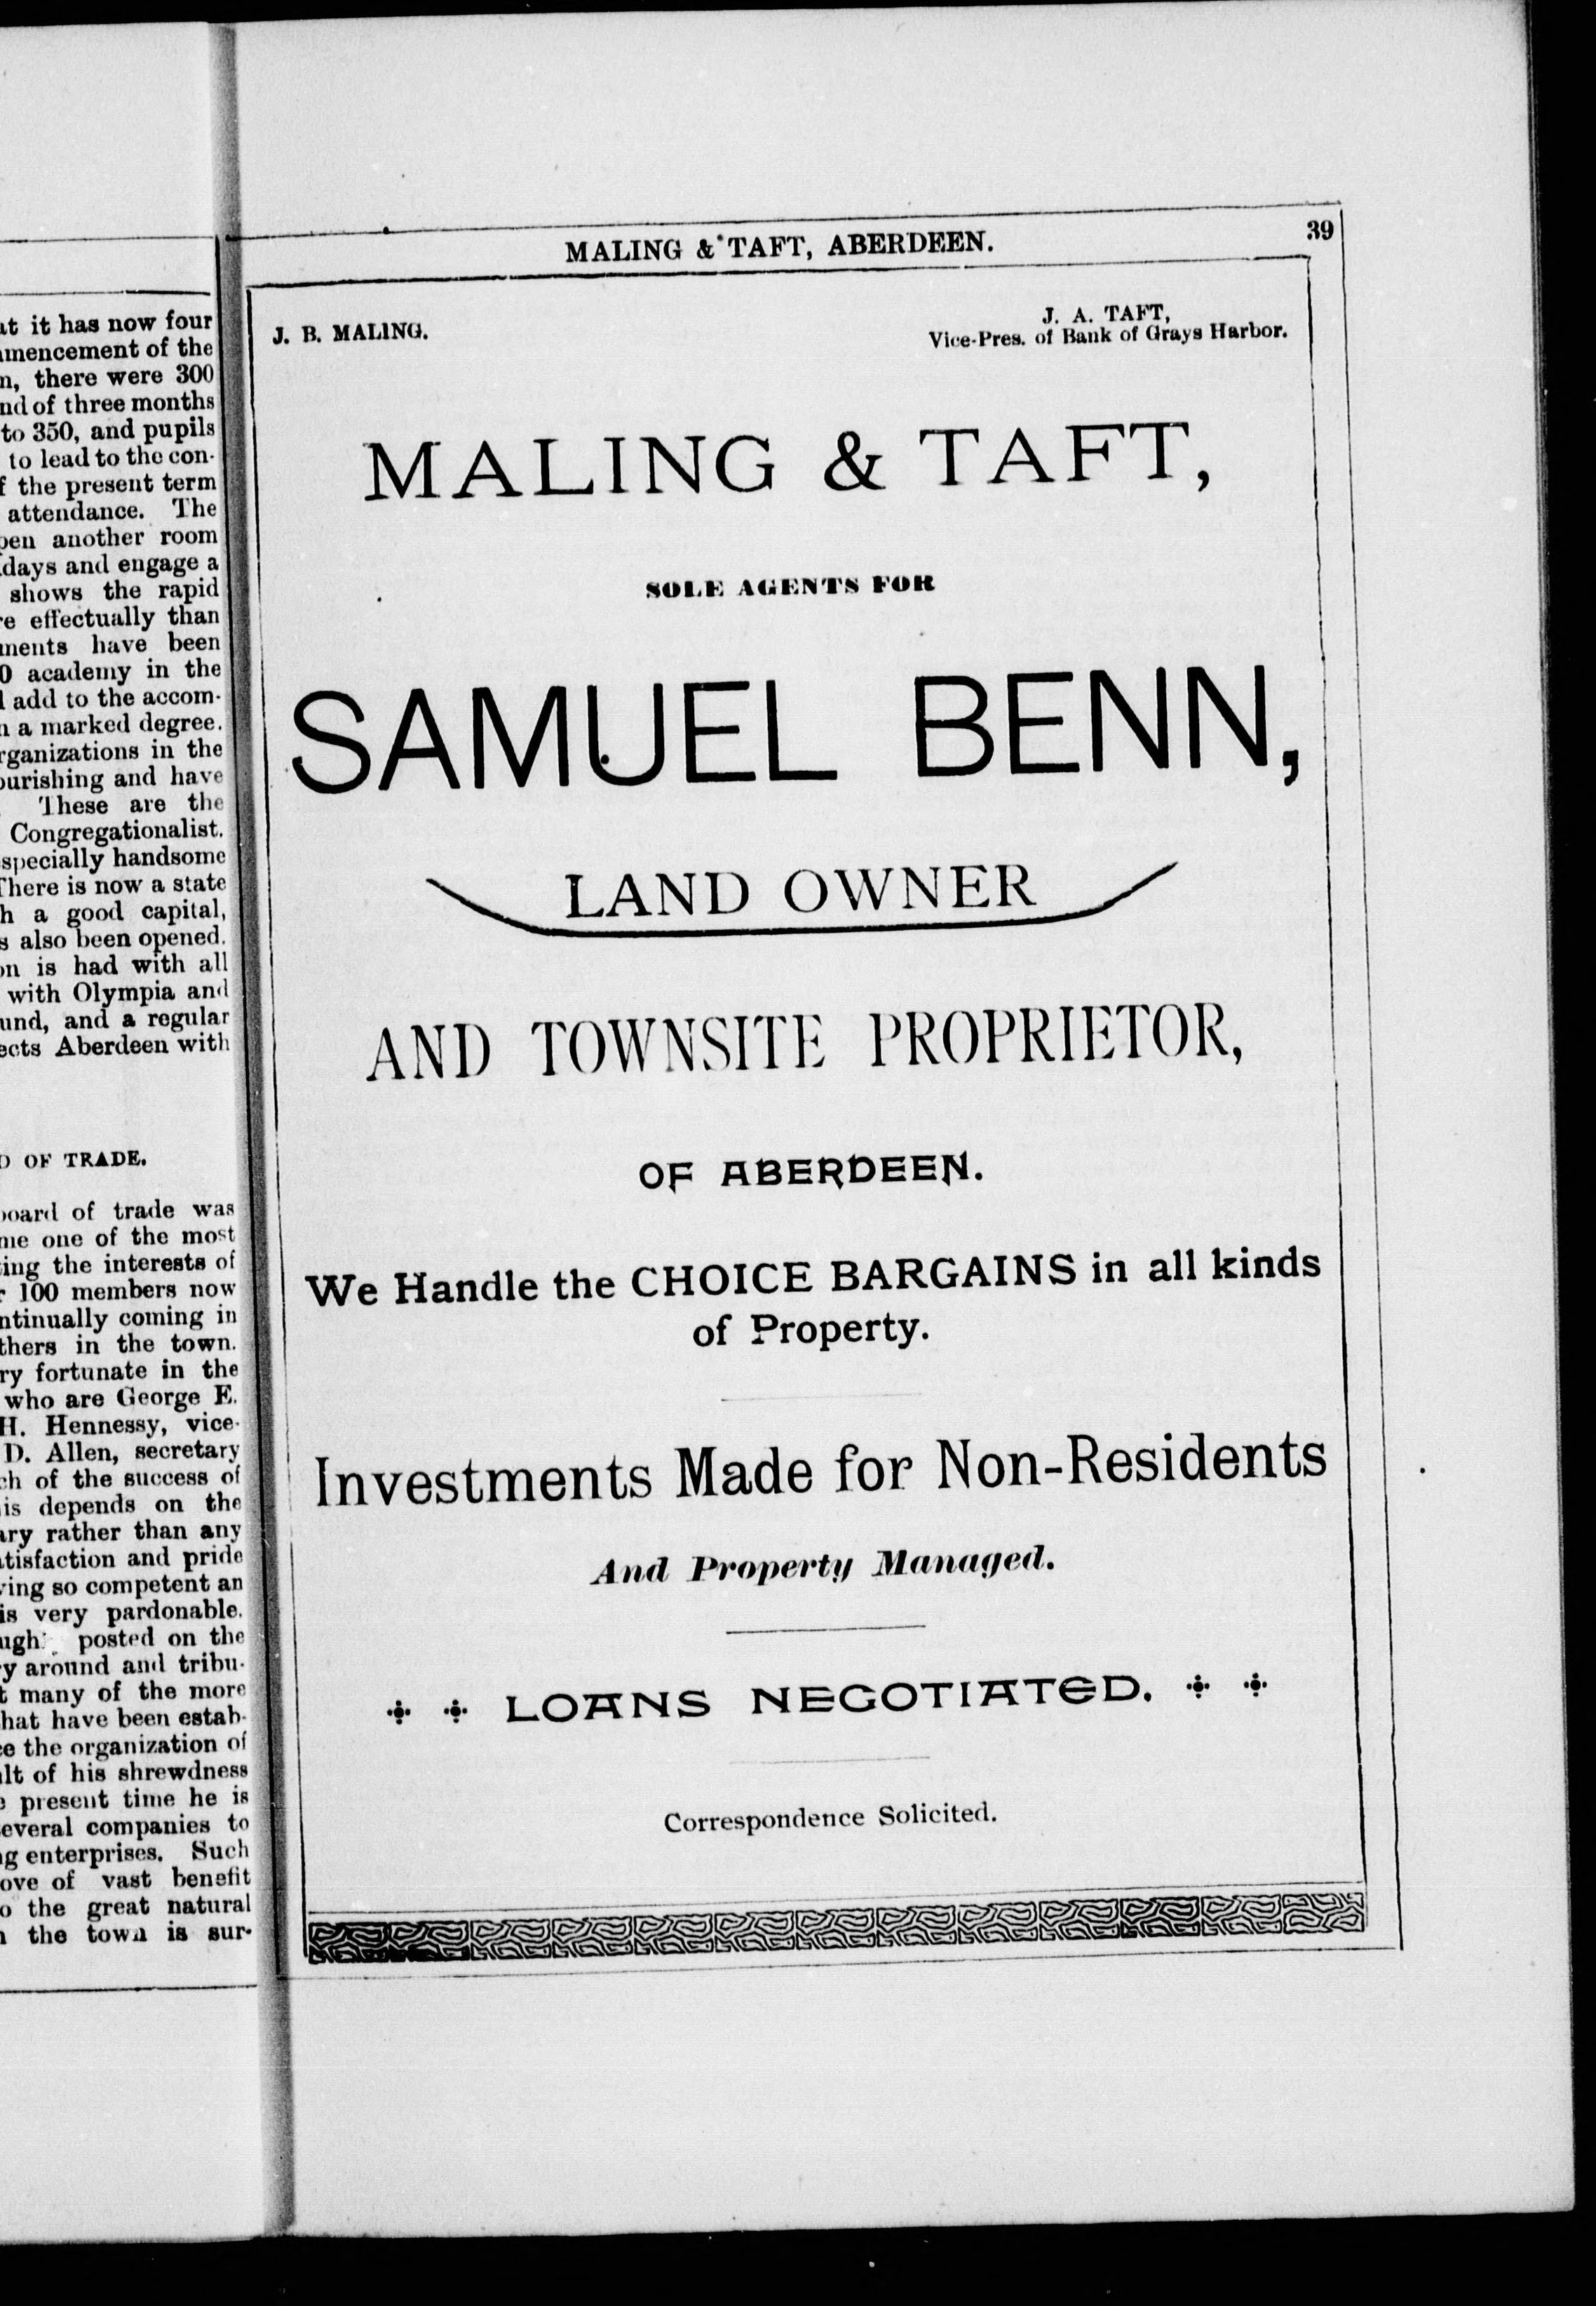 at it has now four
mencement of the
n, there were 300
nd of three months
to 350, and pupils
to lead to the con-
f the present term
attendance. The
pen another room
days and engage a
shows the rapid
re effectually than
ments have been
0 academy in the
add to the accom-
n a marked degree.
rganizations in the
ourishing and have
These are the
Congregationalist.
specially handsome
There is now a state
h a good capital,
s also been opened.
on is had with all
with Olympia and
und, and a regular
ects Aberdeen with
D OF TRADE.
board of trade was
me one of the most
ting the interests of
r 100 members now
ntinually coming in
thers in the town.
ry fortunate in the
who are George E.
H. Hennessy, vice-
D. Allen, secretary
ch of the success of
is depends on the
ary rather than any
tisfaction and pride
ving so competent an
is very pardonable.
ugh posted on the
y around and tribu-
t many of the more
hat have been estab-
ce the organization of
lt of his shrewdness
e present time he is
several companies to
ng enterprises. Such
ove of vast benefit
o the great natural
n the town is sur-
MALING & TAFT, ABERDEEN. 39
J. B. MALING.
J. A. TAFT,
Vice-Pres. of Bank of Grays Harbor.
MALING & TAFT,
SOLE AGENTS FOR
SAMUEL BENN,
LAND OWNER
AND TOWNSITE PROPRIETOR,
OF ABERDEEN.
We Handle the CHOICE BARGAINS in all kinds
of Property.
Investments Made for Non-Residents
And Property Managed.
LOANS NEGOTIATED.
Correspondence Solicited.